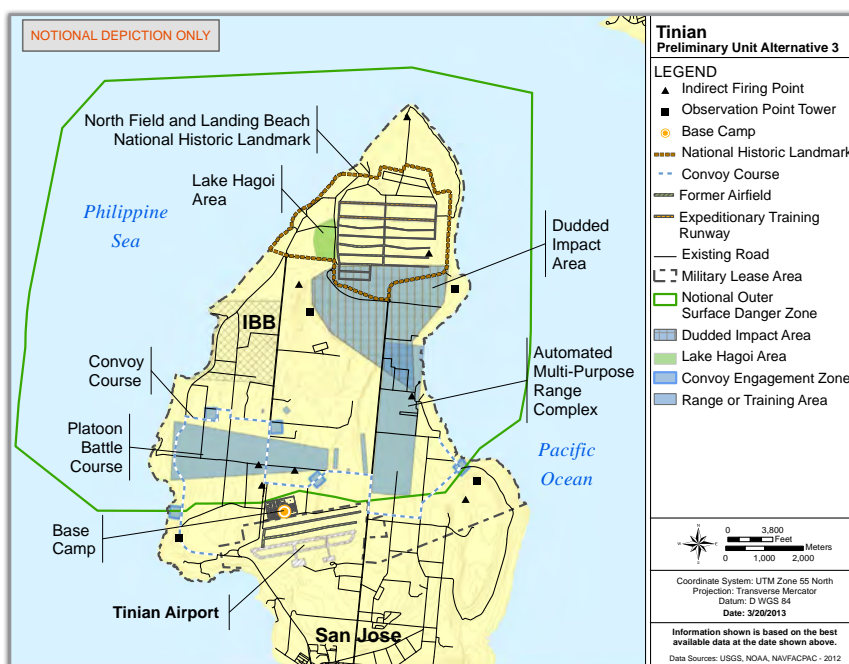 NOTIONAL DEPICTION ONLY
North Field and Landing Beach
National Historic Landmark
Lake Hagoi
Area
Philippine
Sea
Dudded
Impact
Area
IBB
Convoy
Course
Automated
Multi-Purpose
Range
Complex
Platoon
Battle
Course
Pacific
Ocean
Base
Camp
Tinian Airport
San Jose
Tinian
Preliminary Unit Alternative 3
LEGEND
Indirect Firing Point
Observation Point Tower
Base Camp
National Historic Landmark
Convoy Course
Former Airfield
Expeditionary Training
Runway
Existing Road
Military Lease Area
Notional Outer
Surface Danger Zone
Dudded Impact Area
Lake Hagoi Area
Convoy Engagement Zone
Range or Training Area
N
W E
S
0 3,800
Feet
Meters
0 1,000 2,000
Coordinate System: UTM Zone 55 North
Projection: Transverse Mercator
Datum: D WGS 84
Date: 3/20/2013
Information shown is based on the best
available data at the date shown above.
Data Sources: USGS, NOAA, NAVFACPAC - 2012